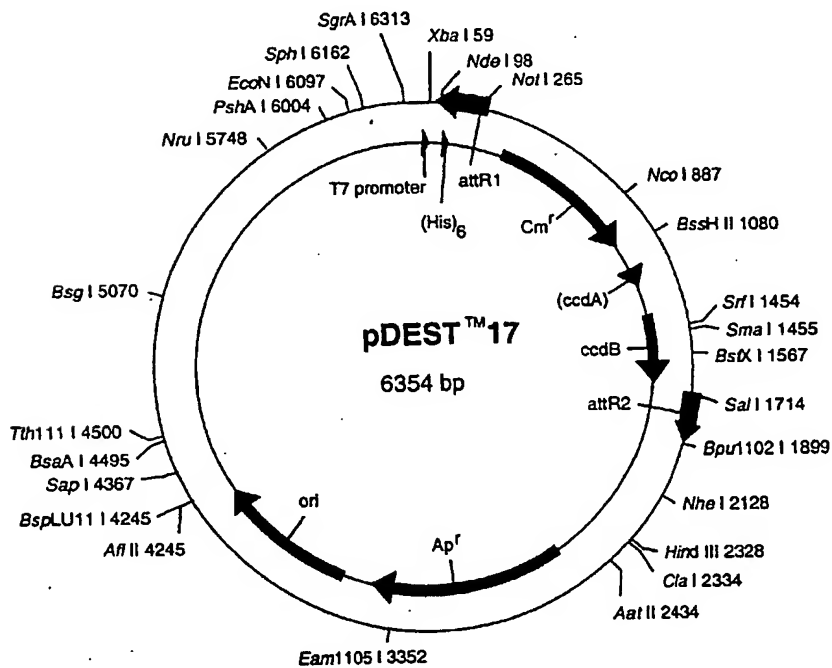 SgrA I 6313
Xba I 59
Sph I 6162
Nde I 98
EcoN I 6097
Not I 265
PshA I 6004
Nru I 5748
T7 promoter
attR1
(His)6
Nco I 887
Cmr
BssH II 1080
Bsg I 5070
(ccdA)
Srf I 1454
pDEST™17
Sma I 1455
ccdB
BstX I 1567
6354 bp
attR2
Sal I 1714
Tth111 I 4500
Bpu1102 I 1899
BsaA I 4495
Sap I 4367
Nhe I 2128
BspLU11 I 4245
ori
Afl II 4245
Apr
Hind III 2328
Cla I 2334
Aat II 2434
Eam1105 I 3352